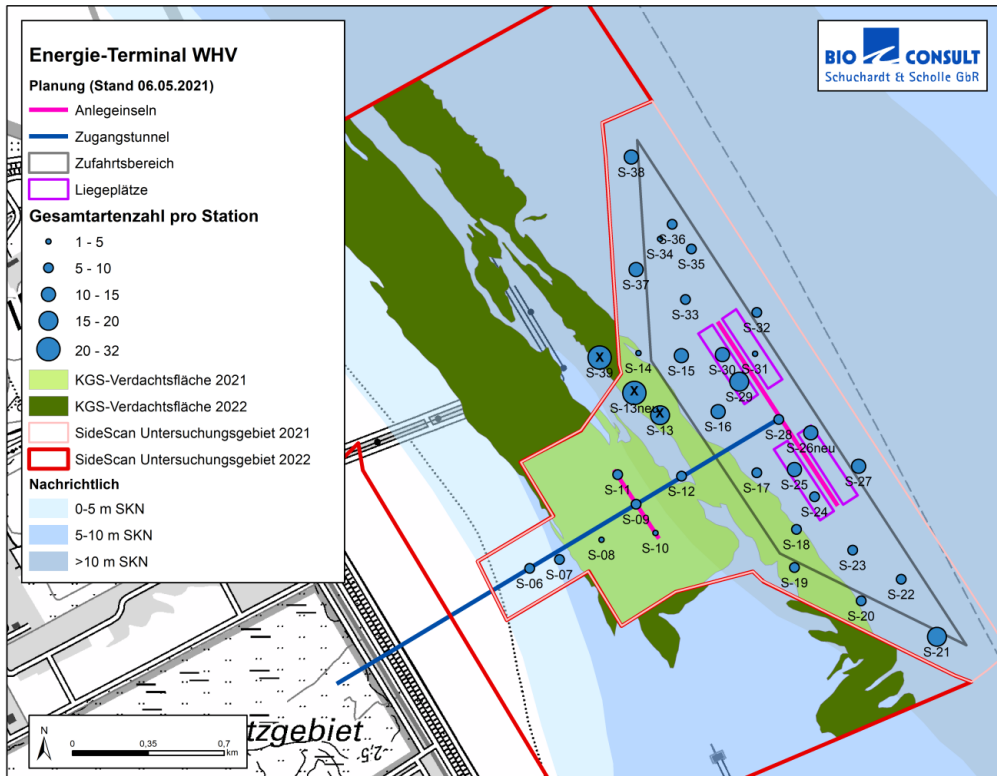 Energie-Terminal WHV
Planung (Stand 06.05.2021)
Anlegeinseln
Zugangstunnel
Zufahrtsbereich
Liegeplätze
Gesamtartenzahl pro Station
1 - 5
5 - 10
10 - 15
15 - 20
20 - 32
KGS-Verdachtsfläche 2021
KGS-Verdachtsfläche 2022
SideScan Untersuchungsgebiet 2021
SideScan Untersuchungsgebiet 2022
Nachrichtlich
0-5 m SKN
5-10 m SKN
>10 m SKN
BIO CONSULT
Schuchardt & Scholle GbR
S-38
S-36
S-34
S-35
S-37
S-33
S-32
X
S-39
S-14
S-15
S-30
S-31
S-29
X
S-13neu
X
S-13
S-16
S-28
S-26neu
S-11
S-12
S-17
S-25
S-27
S-24
S-09
S-10
S-18
S-08
S-07
S-06
S-19
S-23
S-22
S-20
S-21
tzgebiet
-2,5
N
0
0,35
0,7
km